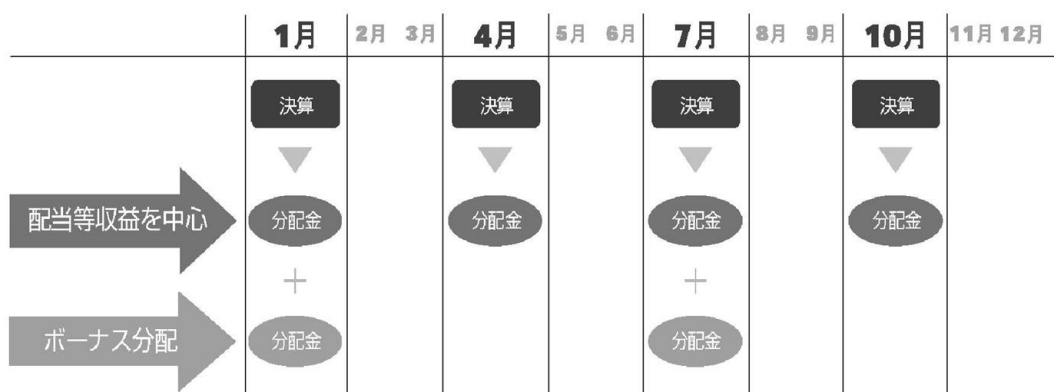 1月 2月 3月 4月 5月 6月 7月 8月 9月 10月 11月 12月
決算 決算 決算 決算
配当等収益を中心 分配金 分配金 分配金 分配金
+ +
ボーナス分配 分配金 分配金